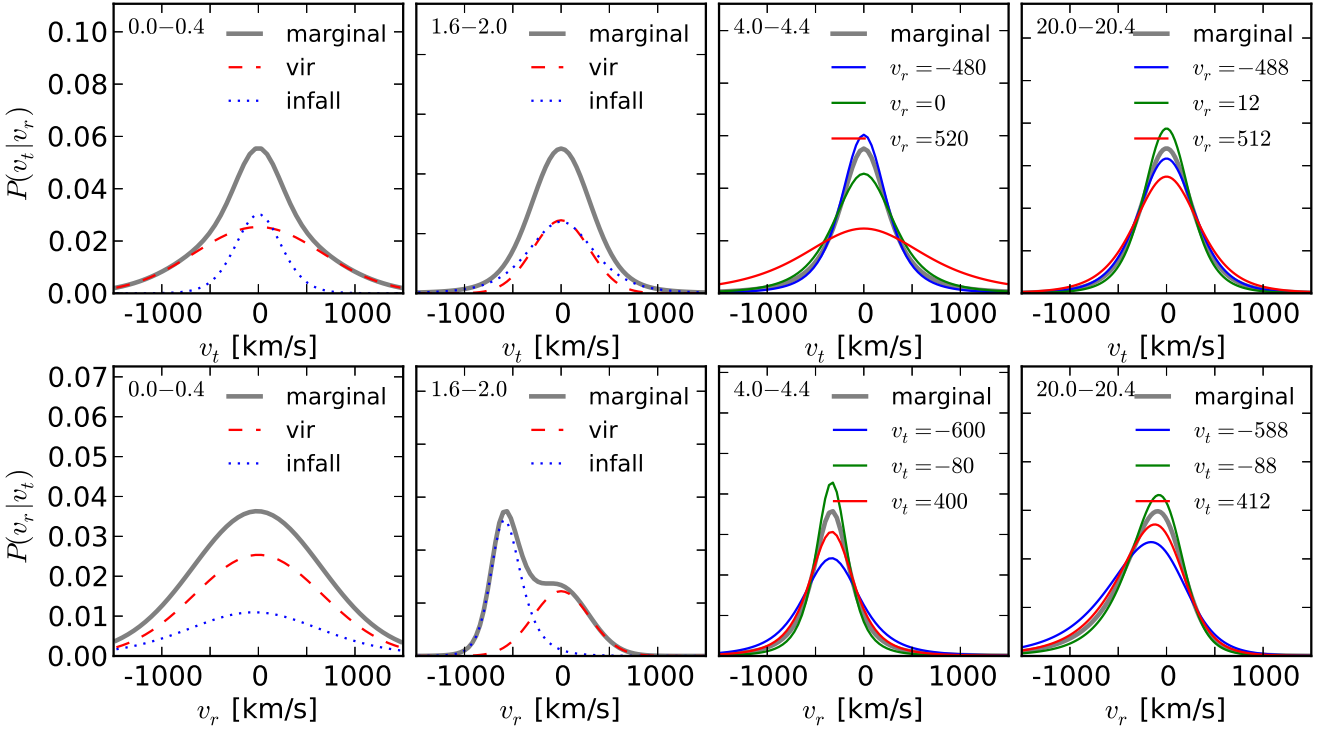 P(v_t|v_r)
0.10
0.08
0.06
0.04
0.02
0.00
0.0−0.4
marginal
vir
infall
-1000 0 1000
v_t [km/s]
1.6−2.0
marginal
vir
infall
-1000 0 1000
v_t [km/s]
4.0−4.4
marginal
v_r=−480
v_r=0
v_r=520
-1000 0 1000
v_t [km/s]
20.0−20.4
marginal
v_r=−488
v_r=12
v_r=512
-1000 0 1000
v_t [km/s]
P(v_r|v_t)
0.07
0.06
0.05
0.04
0.03
0.02
0.01
0.00
0.0−0.4
marginal
vir
infall
-1000 0 1000
v_r [km/s]
1.6−2.0
marginal
vir
infall
-1000 0 1000
v_r [km/s]
4.0−4.4
marginal
v_t=−600
v_t=−80
v_t=400
-1000 0 1000
v_r [km/s]
20.0−20.4
marginal
v_t=−588
v_t=−88
v_t=412
-1000 0 1000
v_r [km/s]